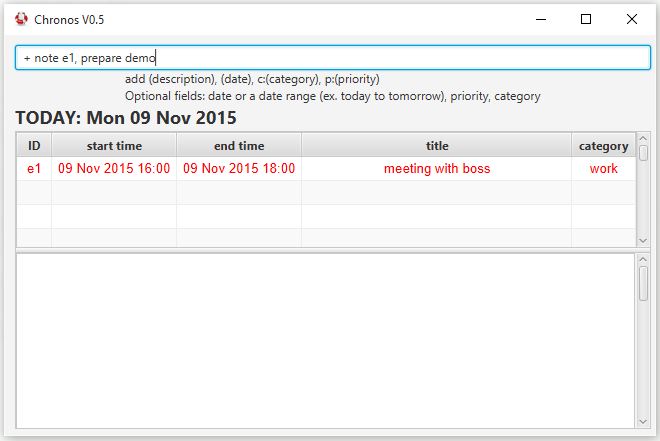 Chronos V0.5
+ note e1, prepare demo
add (description), (date), c:(category), p:(priority)
Optional fields: date or a date range (ex. today to tomorrow), priority, category
TODAY: Mon 09 Nov 2015
ID start time end time title category
e1 09 Nov 2015 16:00 09 Nov 2015 18:00 meeting with boss work